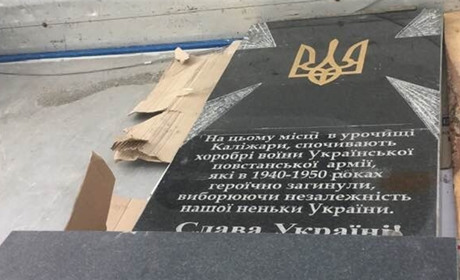 На цьому місці в урочищі
Каліжари, спочивають
хоробрі воїни Української
повстанської армії,
які в 1940-1950 роках
героїчно загинули,
виборюючи незалежність
нашої неньки України.
Слава Україні!